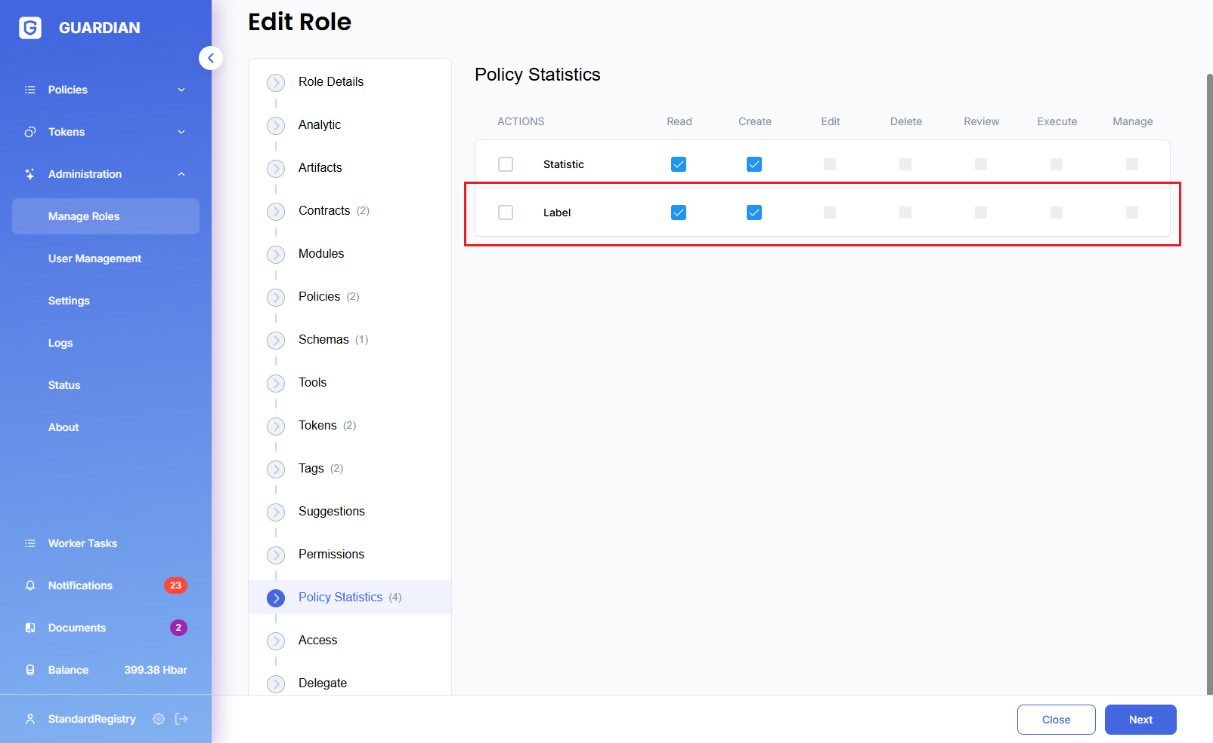 GUARDIAN
Policies
Tokens
Administration
Manage Roles
User Management
Settings
Logs
Status
About
Worker Tasks
Notifications 23
Documents 2
Balance 399.38 Hbar
StandardRegistry
Edit Role
Role Details
Analytic
Artifacts
Contracts (2)
Modules
Policies (2)
Schemas (1)
Tools
Tokens (2)
Tags (2)
Suggestions
Permissions
Policy Statistics (4)
Access
Delegate
Policy Statistics
ACTIONS Read Create Edit Delete Review Execute Manage
Statistic
Label
Close Next